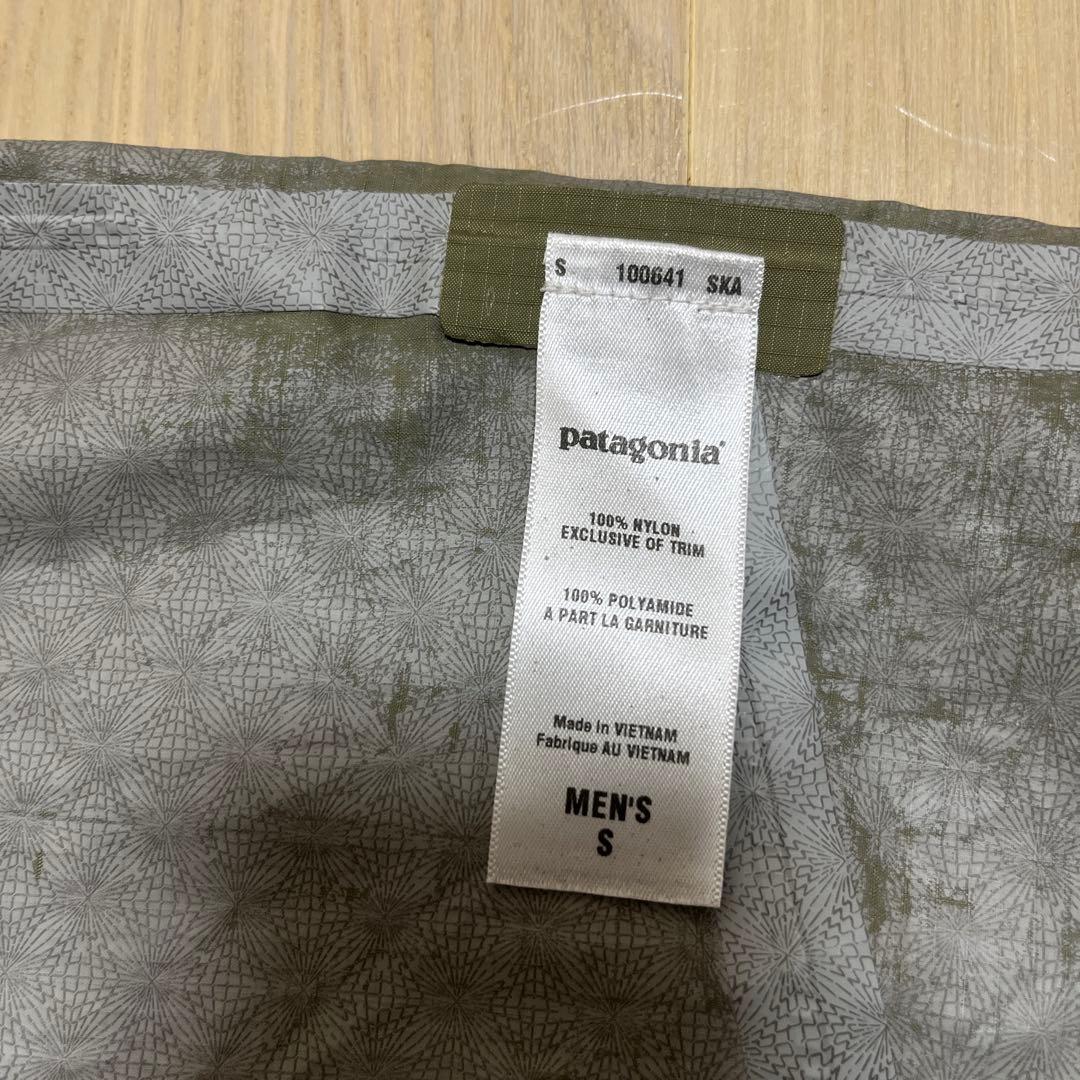 S 100641 SKA
patagonia®
100% NYLON
EXCLUSIVE OF TRIM
100% POLYAMIDE
A PART LA GARNITURE
Made in VIETNAM
Fabriqué AU VIETNAM
MEN'S
S